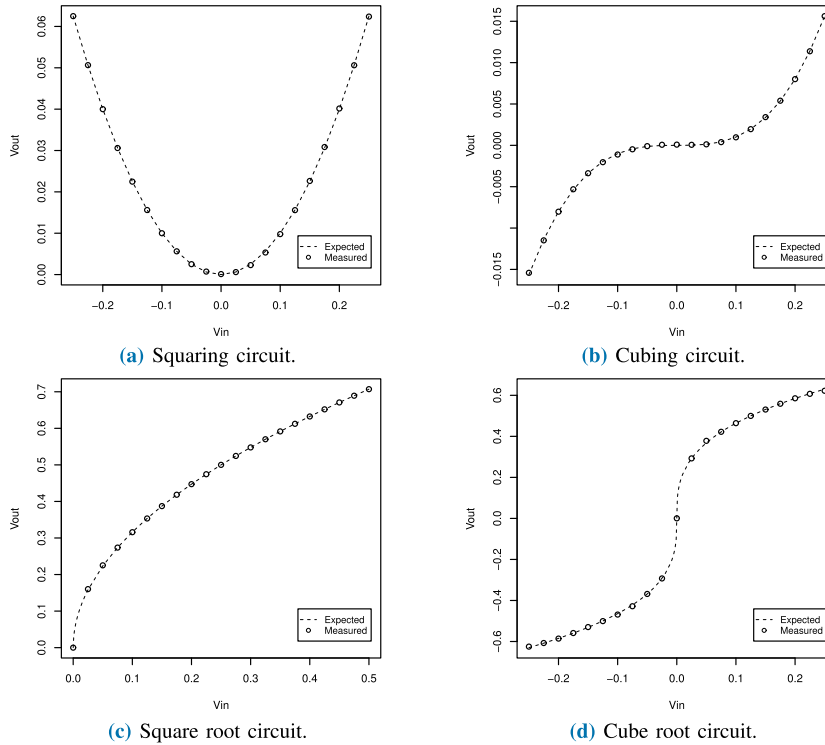 0.06
0.05
0.04
0.03
0.02
0.01
0.00
Vout
Expected
Measured
−0.2 −0.1 0.0 0.1 0.2
Vin
(a) Squaring circuit.
0.015
0.010
0.005
0.000
−0.005
−0.015
Vout
Expected
Measured
−0.2 −0.1 0.0 0.1 0.2
Vin
(b) Cubing circuit.
0.7
0.6
0.5
0.4
0.3
0.2
0.1
0.0
Vout
Expected
Measured
0.0 0.1 0.2 0.3 0.4 0.5
Vin
(c) Square root circuit.
0.6
0.4
0.2
0.0
−0.2
−0.4
−0.6
Vout
Expected
Measured
−0.2 −0.1 0.0 0.1 0.2
Vin
(d) Cube root circuit.